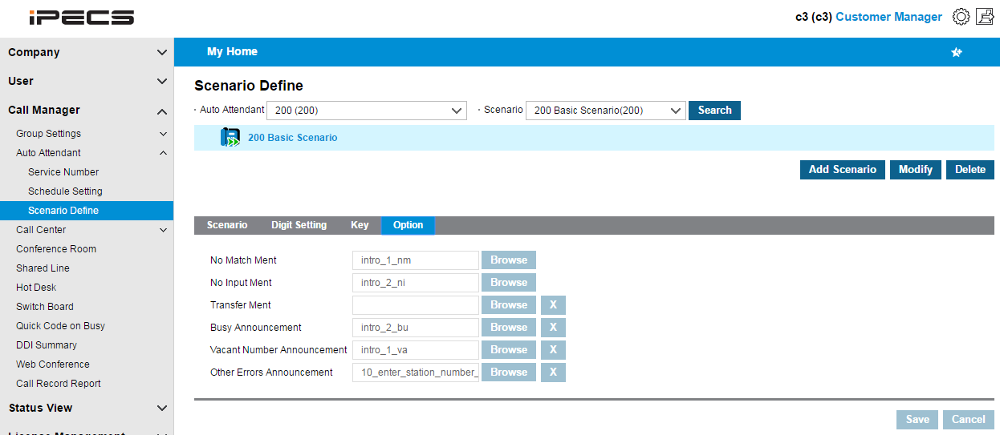 iPECS
c3 (c3) Customer Manager
Company
User
Call Manager
Group Settings
Auto Attendant
Service Number
Schedule Setting
Scenario Define
Call Center
Conference Room
Shared Line
Hot Desk
Switch Board
Quick Code on Busy
DDI Summary
Web Conference
Call Record Report
Status View
License Management
My Home
Scenario Define
· Auto Attendant 200 (200) · Scenario 200 Basic Scenario(200) Search
200 Basic Scenario
Add Scenario Modify Delete
Scenario Digit Setting Key Option
No Match Ment intro_1_nm Browse
No Input Ment intro_2_ni Browse
Transfer Ment Browse X
Busy Announcement intro_2_bu Browse X
Vacant Number Announcement intro_1_va Browse X
Other Errors Announcement 10_enter_station_number_ Browse X
Save Cancel